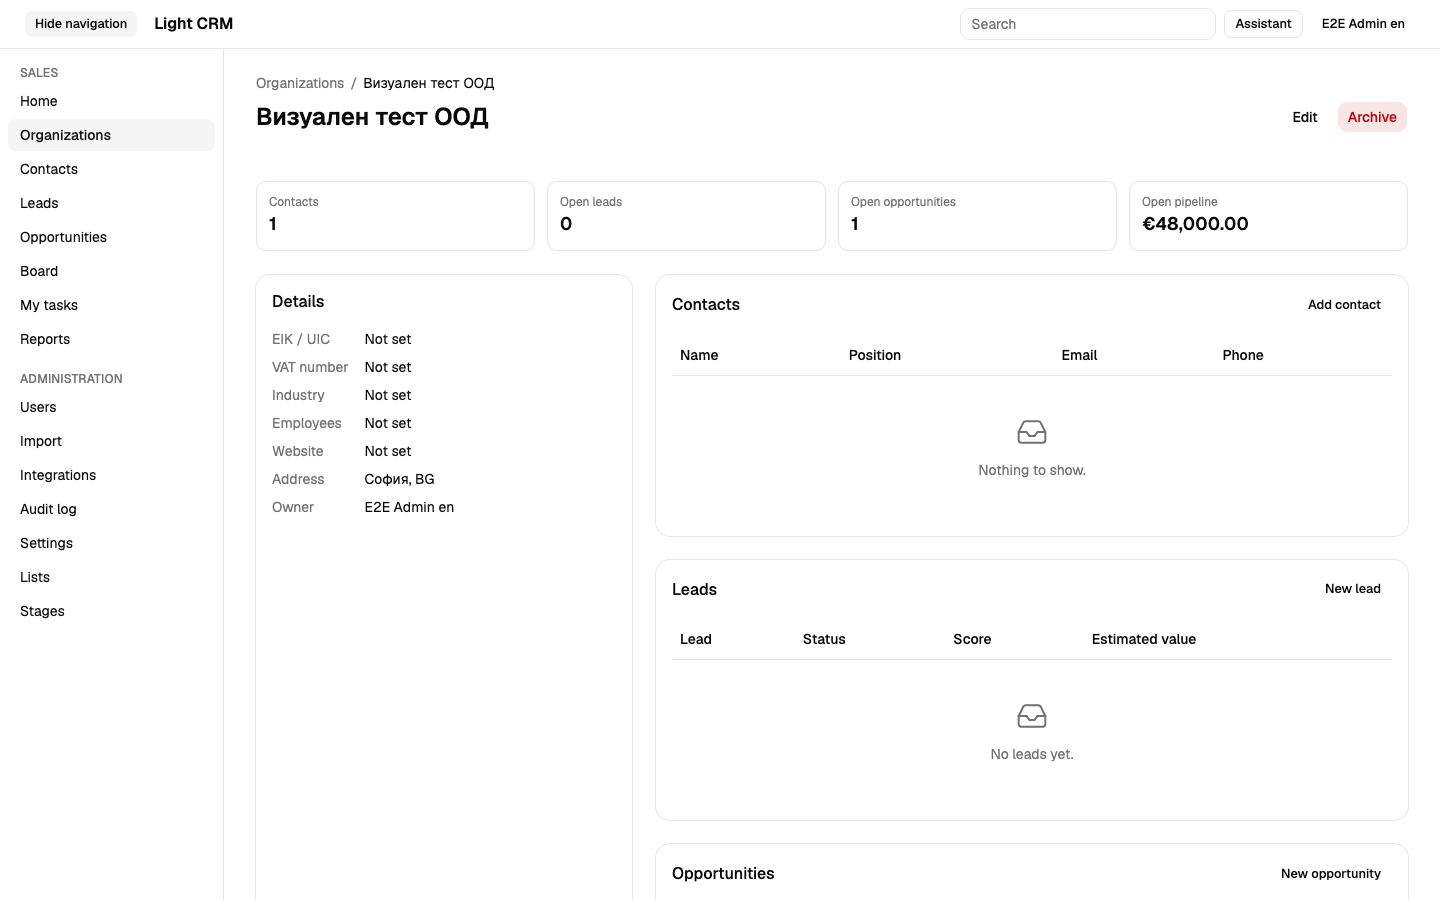 Hide navigation
Light CRM
Search
Assistant
E2E Admin en
SALES
Home
Organizations
Contacts
Leads
Opportunities
Board
My tasks
Reports
ADMINISTRATION
Users
Import
Integrations
Audit log
Settings
Lists
Stages
Organizations / Визуален тест ООД
Визуален тест ООД
Edit
Archive
Contacts
1
Open leads
0
Open opportunities
1
Open pipeline
€48,000.00
Details
EIK / UIC Not set
VAT number Not set
Industry Not set
Employees Not set
Website Not set
Address София, BG
Owner E2E Admin en
Contacts
Add contact
Name Position Email Phone
Nothing to show.
Leads
New lead
Lead Status Score Estimated value
No leads yet.
Opportunities
New opportunity